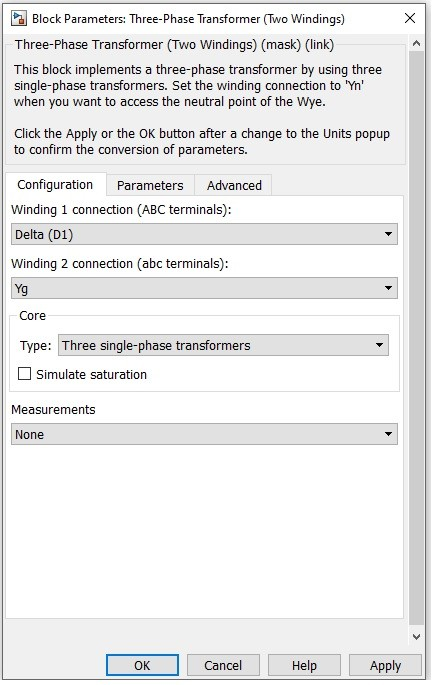 Block Parameters: Three-Phase Transformer (Two Windings)
Three-Phase Transformer (Two Windings) (mask) (link)
This block implements a three-phase transformer by using three
single-phase transformers. Set the winding connection to 'Yn'
when you want to access the neutral point of the Wye.
Click the Apply or the OK button after a change to the Units popup
to confirm the conversion of parameters.
Configuration Parameters Advanced
Winding 1 connection (ABC terminals):
Delta (D1)
Winding 2 connection (abc terminals):
Yg
Core
Type: Three single-phase transformers
Simulate saturation
Measurements
None
OK Cancel Help Apply